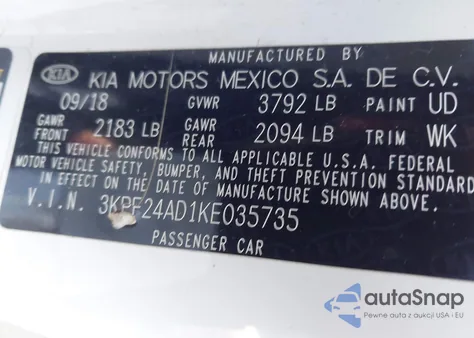 MANUFACTURED BY
KIA KIA MOTORS MEXICO S.A. DE C.V.
09/18 GVWR 3792 LB PAINT UD
GAWR FRONT 2183 LB GAWR REAR 2094 LB TRIM WK
THIS VEHICLE CONFORMS TO ALL APPLICABLE U.S.A. FEDERAL
MOTOR VEHICLE SAFETY, BUMPER, AND THEFT PREVENTION STANDARD
IN EFFECT ON THE DATE OF MANUFACTURE SHOWN ABOVE.
V.I.N. 3KPF24AD1KE035735
PASSENGER CAR
autoSnap
Pewne auta z aukcji USA i EU